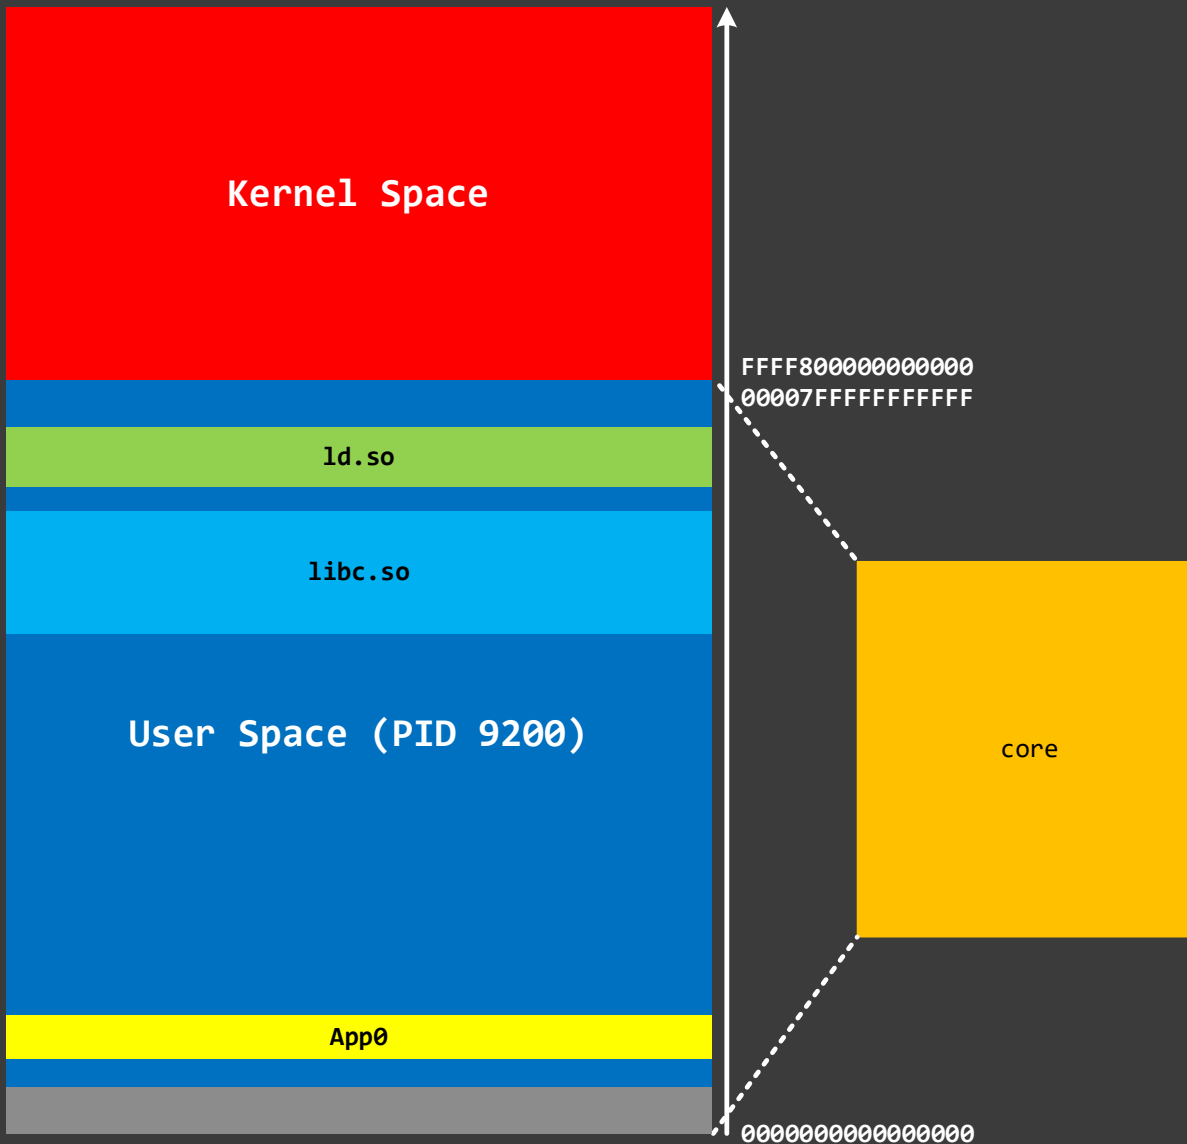 Kernel Space
FFFF800000000000
00007FFFFFFFFFFF
ld.so
libc.so
User Space (PID 9200)
core
App0
0000000000000000